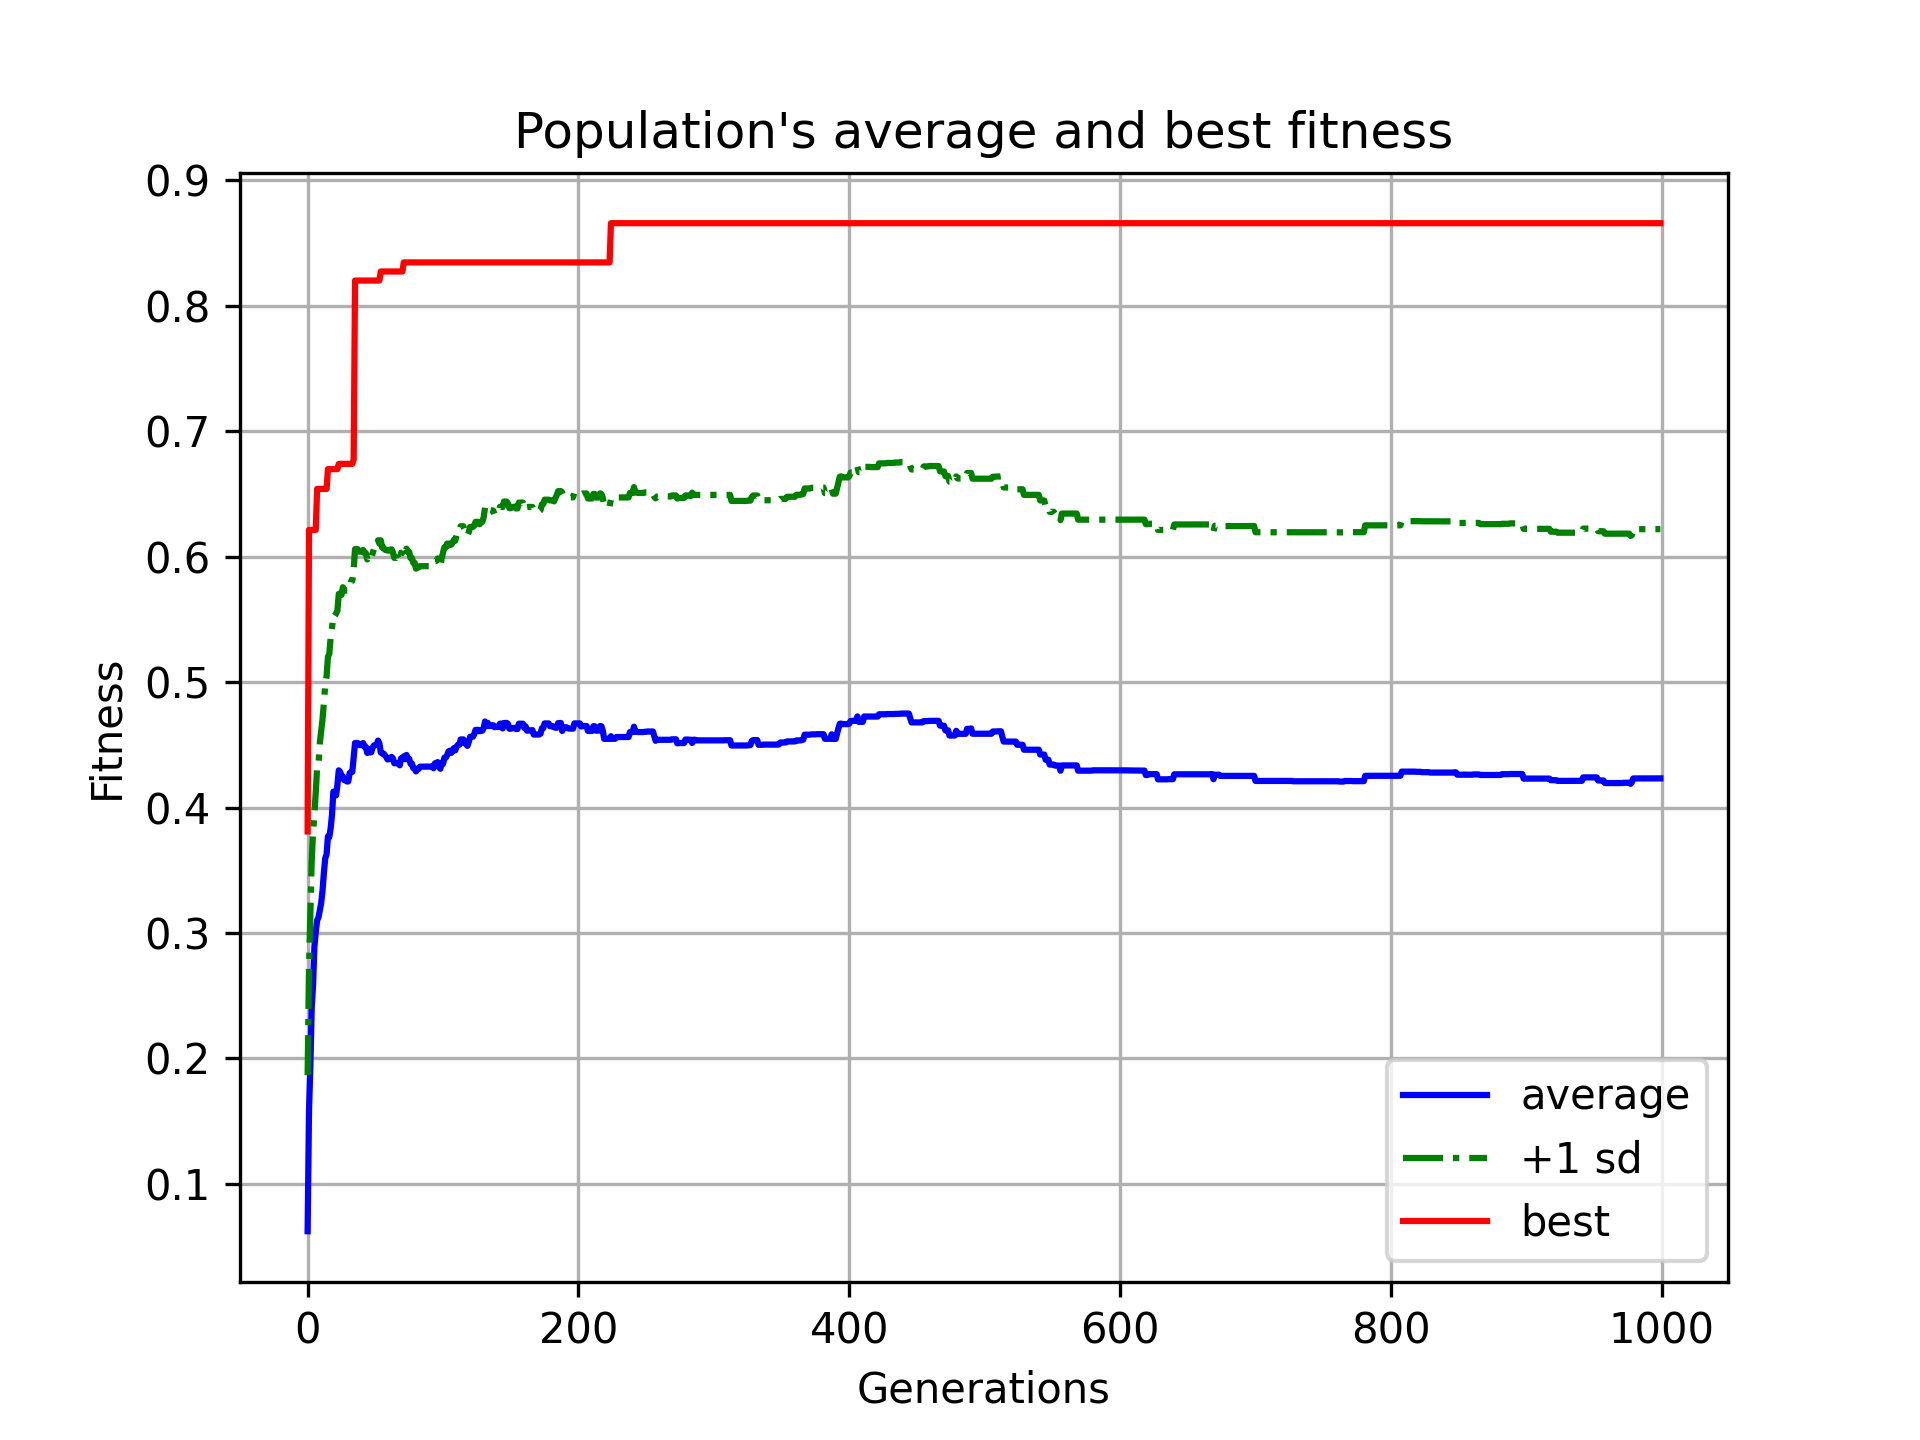 Population's average and best fitness
0.9
0.8
0.7
0.6
0.5
0.4
0.3
0.2
0.1
Fitness
0 200 400 600 800 1000
Generations
average
+1 sd
best